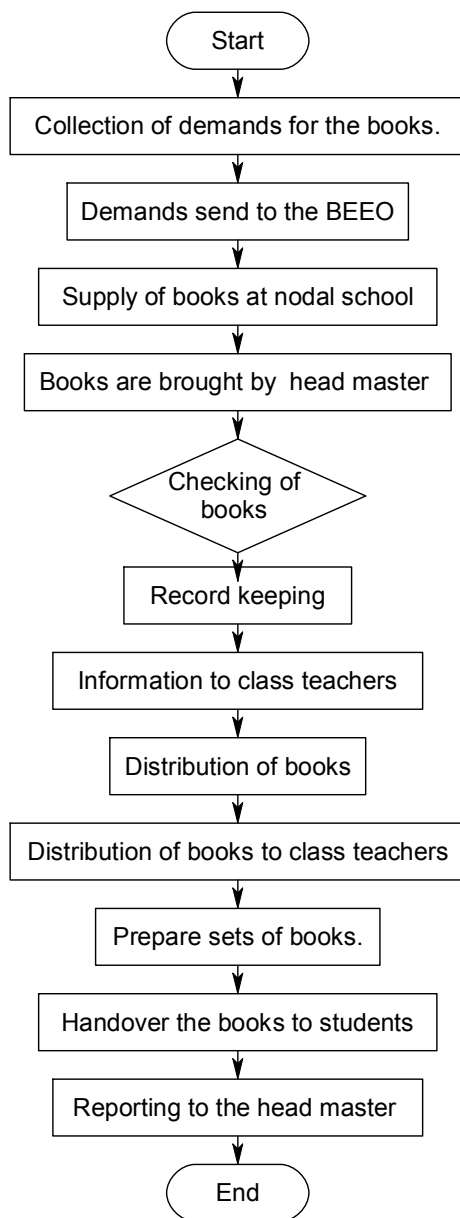 Start
Collection of demands for the books.
Demands send to the BEEO
Supply of books at nodal school
Books are brought by head master
Checking of
books
Record keeping
Information to class teachers
Distribution of books
Distribution of books to class teachers
Prepare sets of books.
Handover the books to students
Reporting to the head master
End